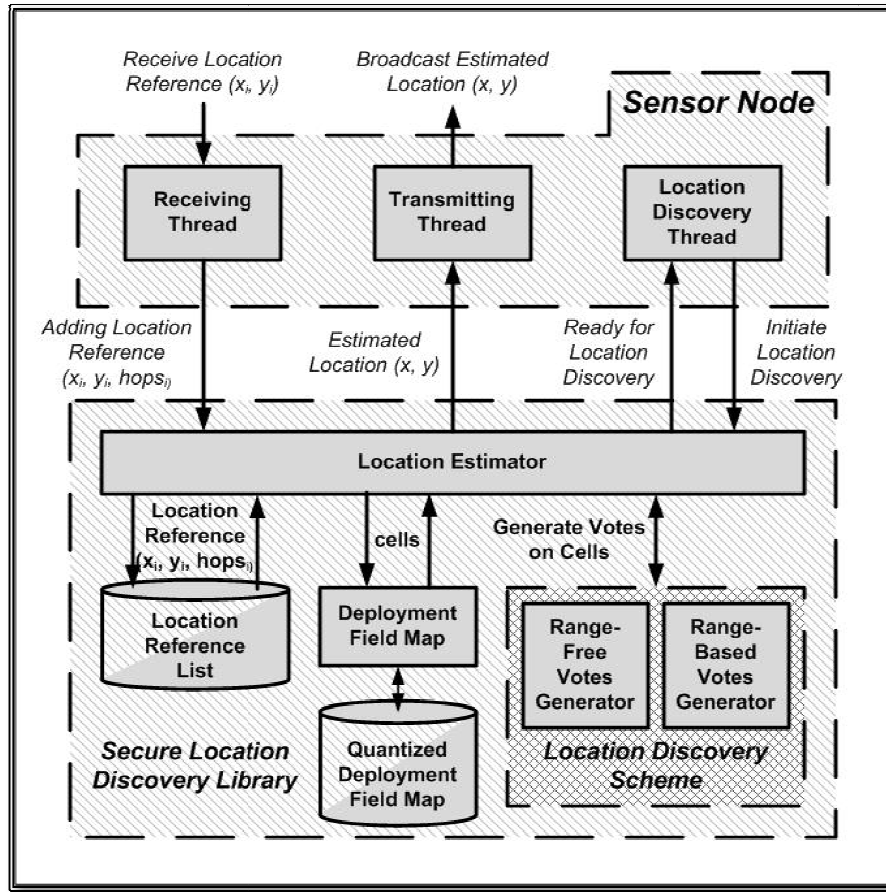 Receive Location
Reference (xᵢ, yᵢ)
Broadcast Estimated
Location (x, y)
Sensor Node
Receiving
Thread
Transmitting
Thread
Location
Discovery
Thread
Adding Location
Reference
(xᵢ, yᵢ, hopsᵢ)
Estimated
Location (x, y)
Ready for
Location
Discovery
Initiate
Location
Discovery
Location Estimator
Location
Reference
(xᵢ, yᵢ, hopsᵢ)
cells
Generate Votes
on Cells
Location
Reference
List
Deployment
Field Map
Range-
Free
Votes
Generator
Range-
Based
Votes
Generator
Secure Location
Discovery Library
Quantized
Deployment
Field Map
Location Discovery
Scheme